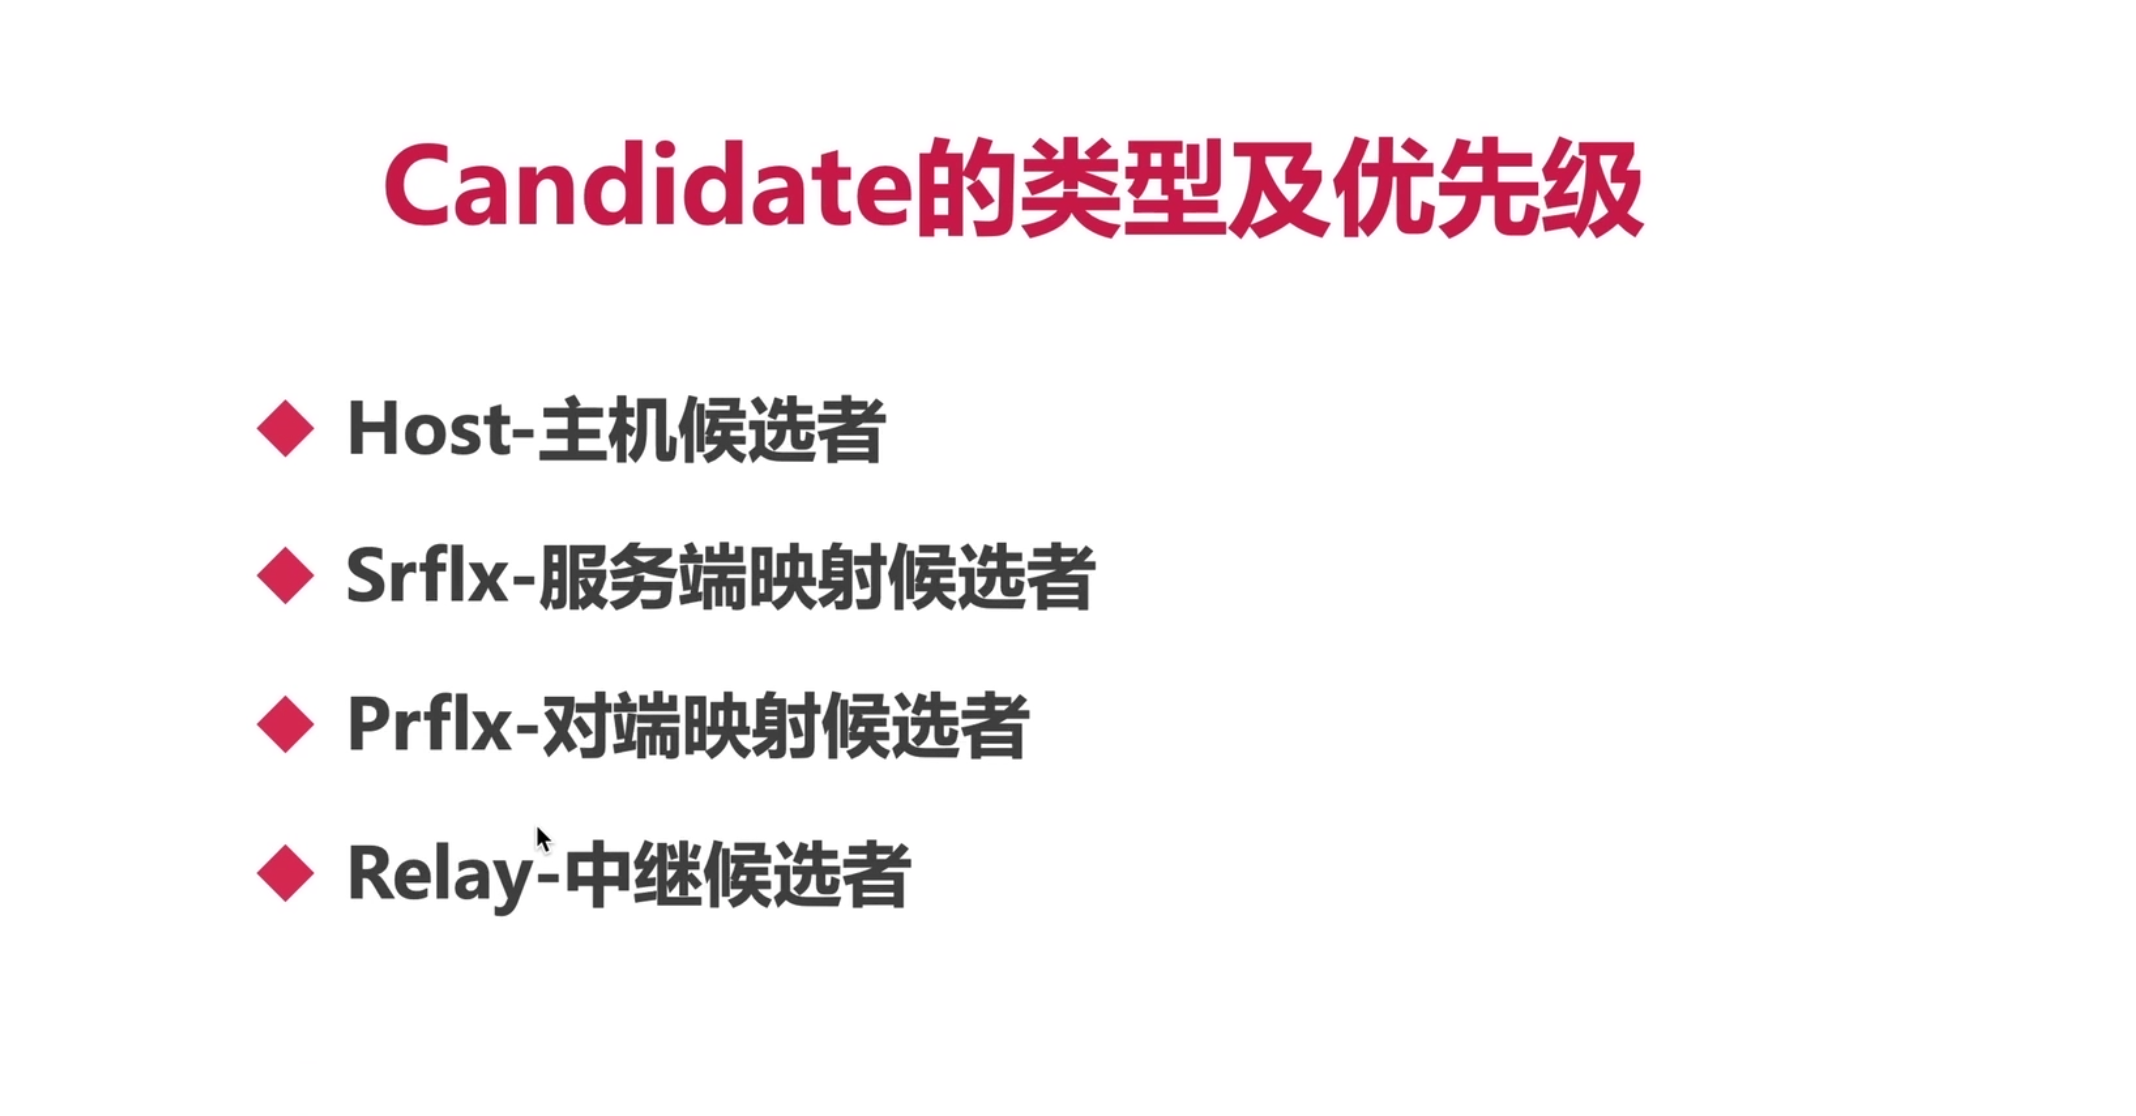 Candidate的类型及优先级
Host-主机候选者
Srflx-服务端映射候选者
Prflx-对端映射候选者
Relay-中继候选者